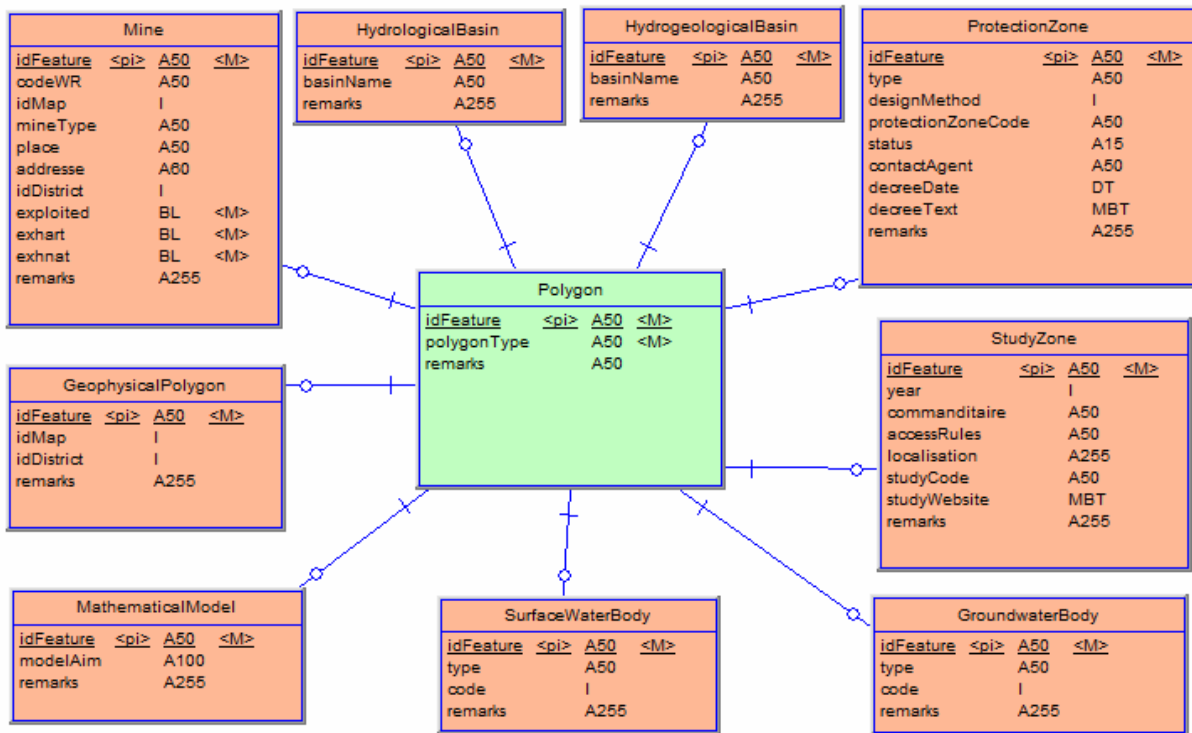 Mine
idFeature <pi> A50 <M>
codeWR A50
idMap I
mineType A50
place A50
addresse A60
idDistrict I
exploited BL <M>
exhart BL <M>
exhnat BL <M>
remarks A255
HydrologicalBasin
idFeature <pi> A50 <M>
basinName A50
remarks A255
HydrogeologicalBasin
idFeature <pi> A50 <M>
basinName A50
remarks A255
ProtectionZone
idFeature <pi> A50 <M>
type A50
designMethod I
protectionZoneCode A50
status A15
contactAgent A50
decreeDate DT
decreeText MBT
remarks A255
Polygon
idFeature <pi> A50 <M>
polygonType A50 <M>
remarks A50
GeophysicalPolygon
idFeature <pi> A50 <M>
idMap I
idDistrict I
remarks A255
StudyZone
idFeature <pi> A50 <M>
year I
commanditaire A50
accessRules A50
localisation A255
studyCode A50
studyWebsite MBT
remarks A255
MathematicalModel
idFeature <pi> A50 <M>
modelAim A100
remarks A255
SurfaceWaterBody
idFeature <pi> A50 <M>
type A50
code I
remarks A255
GroundwaterBody
idFeature <pi> A50 <M>
type A50
code I
remarks A255